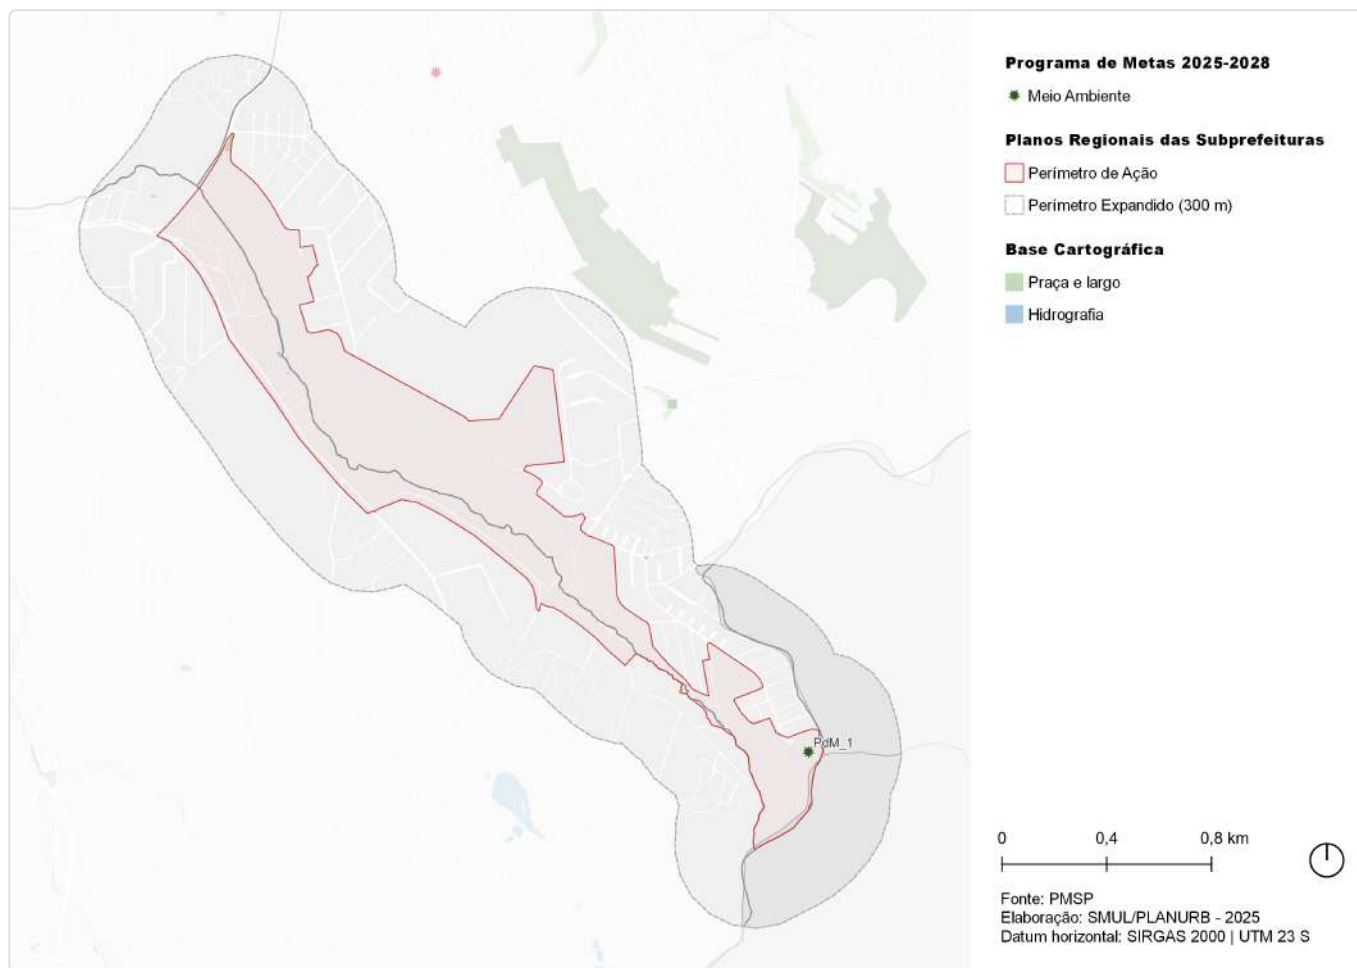 Programa de Metas 2025-2028
Meio Ambiente
Planos Regionais das Subprefeituras
Perímetro de Ação
Perímetro Expandido (300 m)
Base Cartográfica
Praça e largo
Hidrografia
PdM_1
0 0,4 0,8 km
Fonte: PMSP
Elaboração: SMUL/PLANURB - 2025
Datum horizontal: SIRGAS 2000 | UTM 23 S